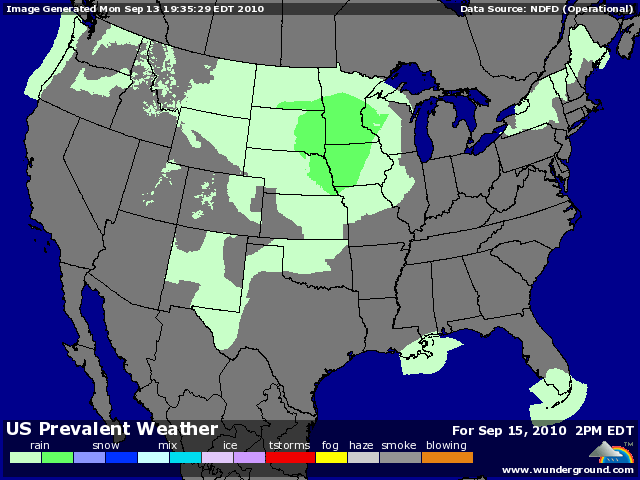 Image Generated Mon Sep 13 19:35:29 EDT 2010 Data Source: NDFD (Operational)
US Prevalent Weather For Sep 15, 2010 2PM EDT
rain snow mix ice tstorms fog haze smoke blowing
www.wunderground.com